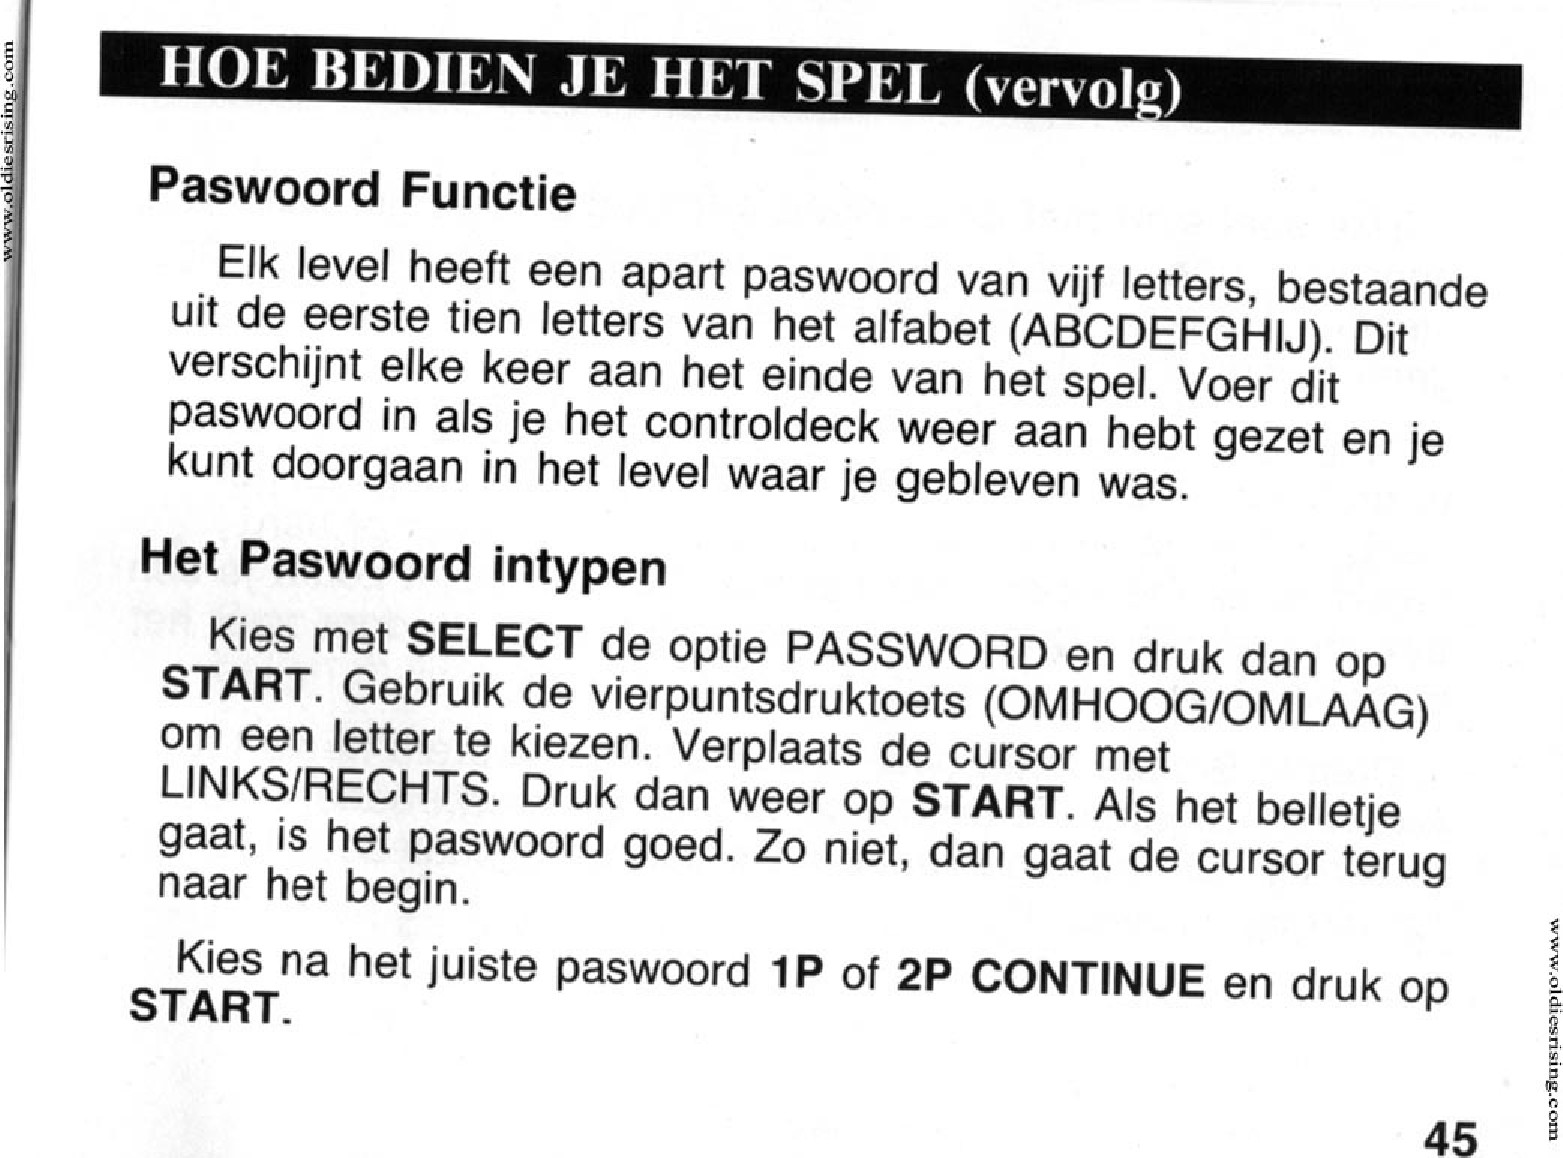 www.oldiesrising.com
HOE BEDIEN JE HET SPEL (vervolg)
Paswoord Functie
Elk level heeft een apart paswoord van vijf letters, bestaande
uit de eerste tien letters van het alfabet (ABCDEFGHIJ). Dit
verschijnt elke keer aan het einde van het spel. Voer dit
paswoord in als je het controldeck weer aan hebt gezet en je
kunt doorgaan in het level waar je gebleven was.
Het Paswoord intypen
Kies met SELECT de optie PASSWORD en druk dan op
START. Gebruik de vierpuntsdruktoets (OMHOOG/OMLAAG)
om een letter te kiezen. Verplaats de cursor met
LINKS/RECHTS. Druk dan weer op START. Als het belletje
gaat, is het paswoord goed. Zo niet, dan gaat de cursor terug
naar het begin.
Kies na het juiste paswoord 1P of 2P CONTINUE en druk op
START.
45
www.oldiesrising.com